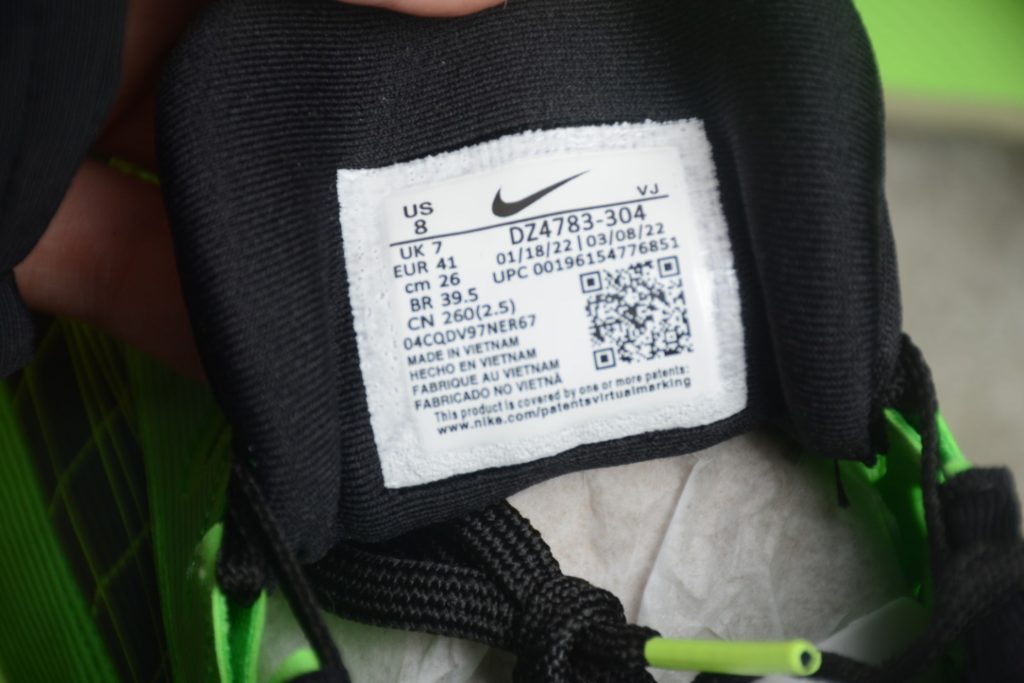 US
8
VJ
UK 7
EUR 41
cm 26
BR 39.5
CN 260(2.5)
DZ4783-304
01/18/22 | 03/08/22
UPC 00196154776851
04CQDV97NER67
MADE IN VIETNAM
HECHO EN VIETNAM
FABRIQUE AU VIETNAM
FABRICADO NO VIETNÃ
This product is covered by one or more patents:
www.nike.com/patentsvirtualmarking